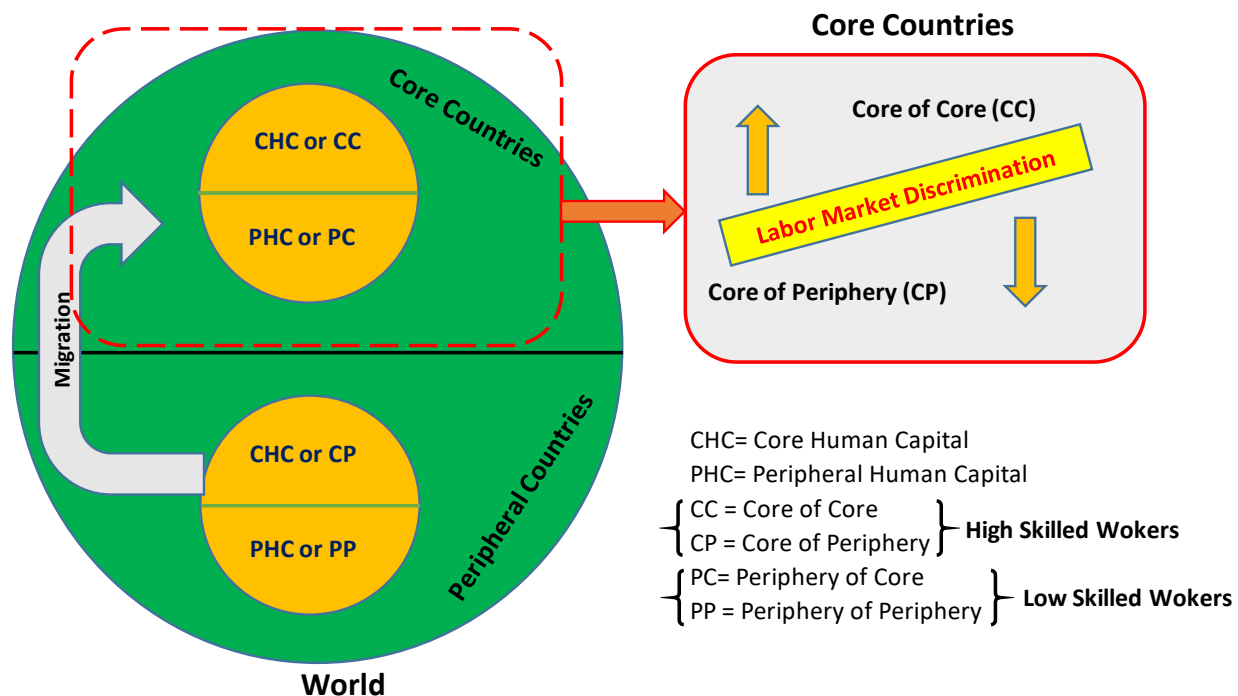 Core Countries
CHC or CC
PHC or PC
Migration
CHC or CP
PHC or PP
Peripheral Countries
World
Core Countries
Core of Core (CC)
Labor Market Discrimination
Core of Periphery (CP)
CHC= Core Human Capital
PHC= Peripheral Human Capital
CC = Core of Core
CP = Core of Periphery
High Skilled Wokers
PC= Periphery of Core
PP = Periphery of Periphery
Low Skilled Wokers